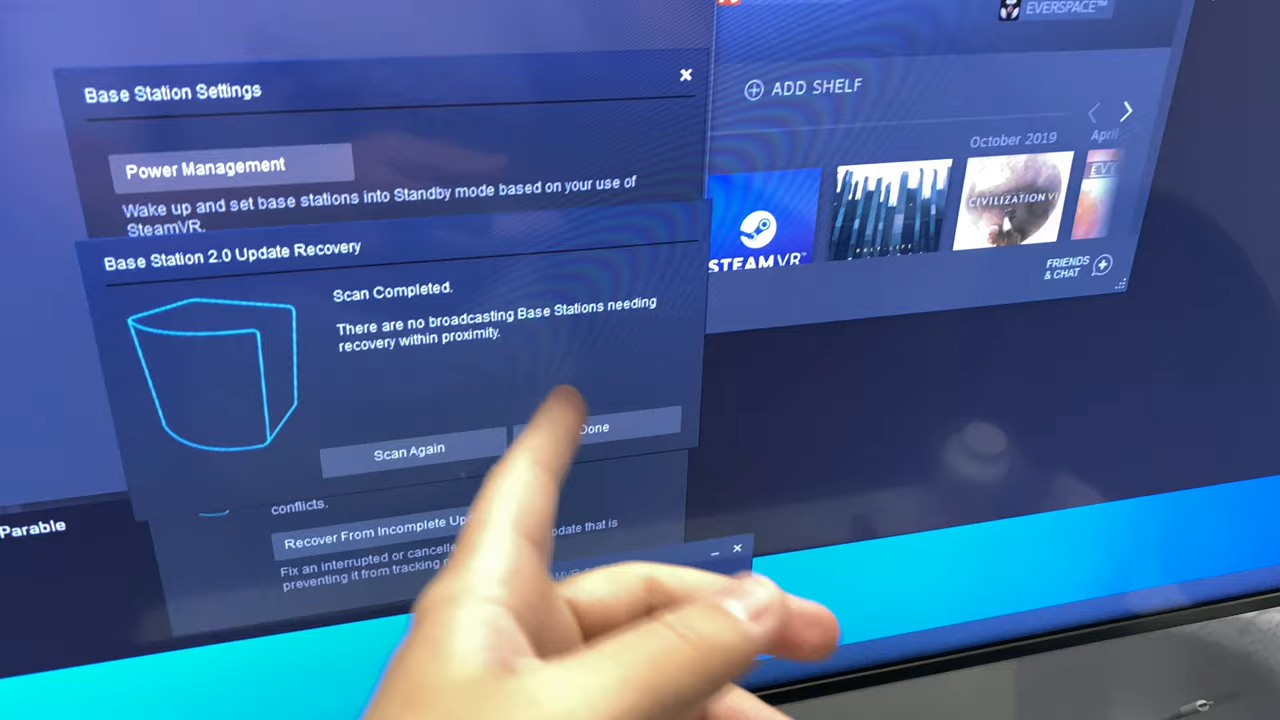 EVERSPACE™
Base Station Settings
ADD SHELF
Power Management
October 2019
April
Wake up and set base stations into Standby mode based on your use of
SteamVR.
CIVILIZATION VI
STEAMVR™
HALF-LIFE
FRIENDS
& CHAT
Base Station 2.0 Update Recovery
Scan Completed.
There are no broadcasting Base Stations needing
recovery within proximity.
Scan Again
Done
Parable
conflicts.
Recover From Incomplete
update that is
Fix an interrupted or
preventing it from tracking